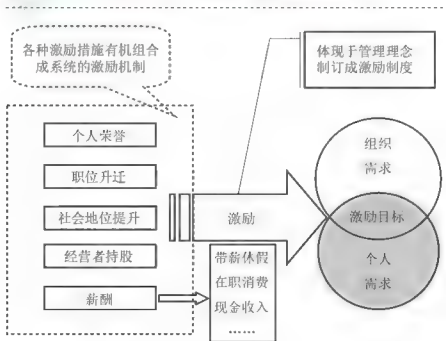 各种激励措施有机组合
成系统的激励机制
体现于管理理念
制订成激励制度
个人荣誉
职位升迁
社会地位提升
经营者持股
薪酬
激励
带薪休假
在职消费
现金收入
……
组织
需求
激励目标
个人
需求